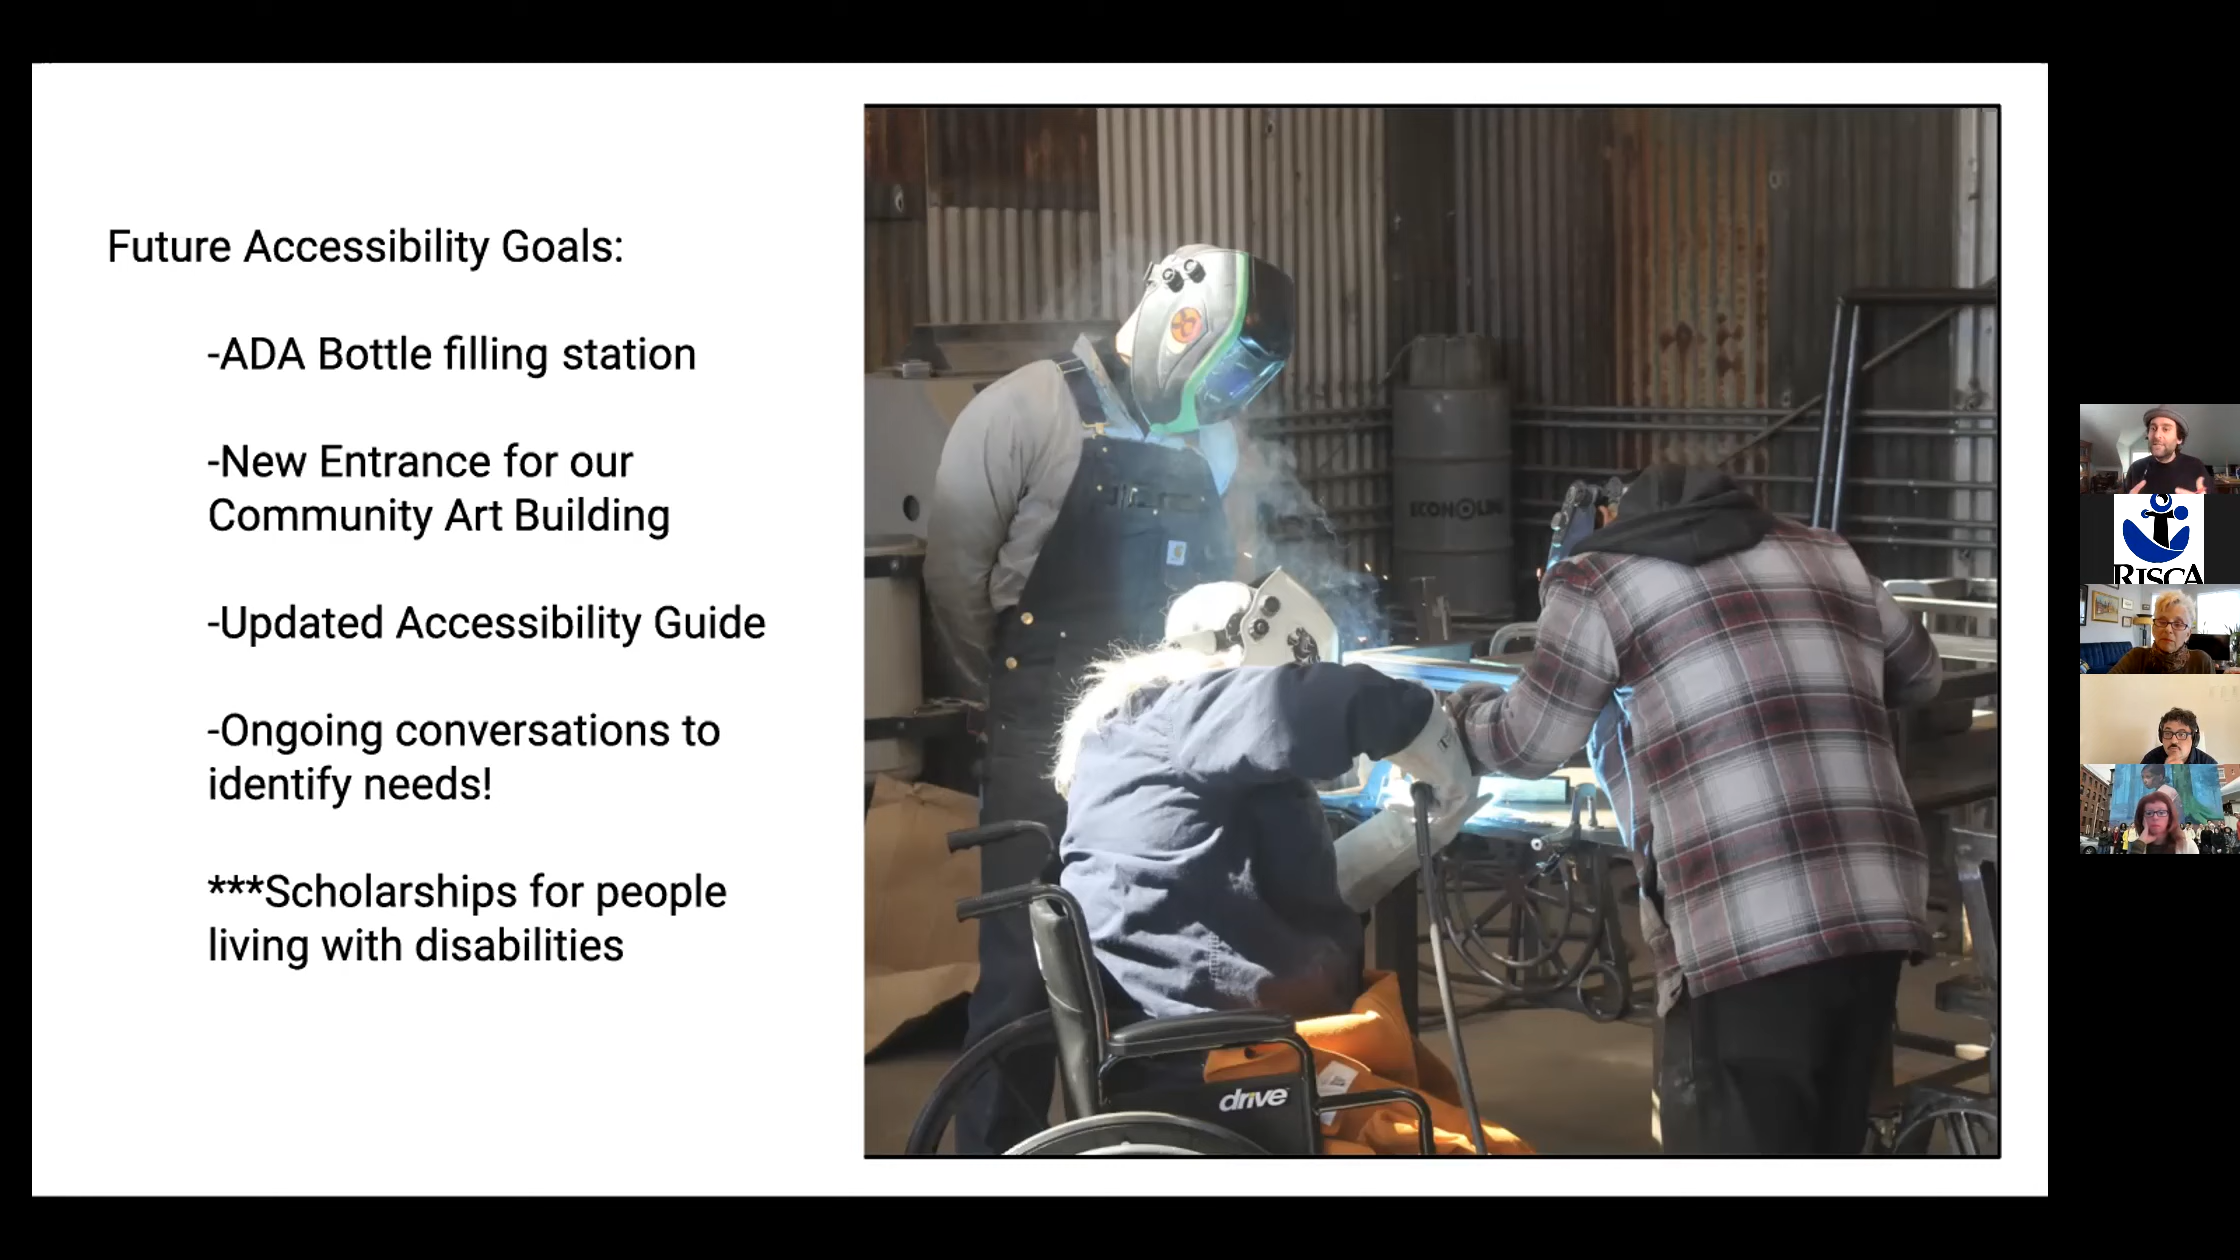 Future Accessibility Goals:
-ADA Bottle filling station
-New Entrance for our
Community Art Building
-Updated Accessibility Guide
-Ongoing conversations to
identify needs!
***Scholarships for people
living with disabilities
ECONOLINE
drive
RISCA